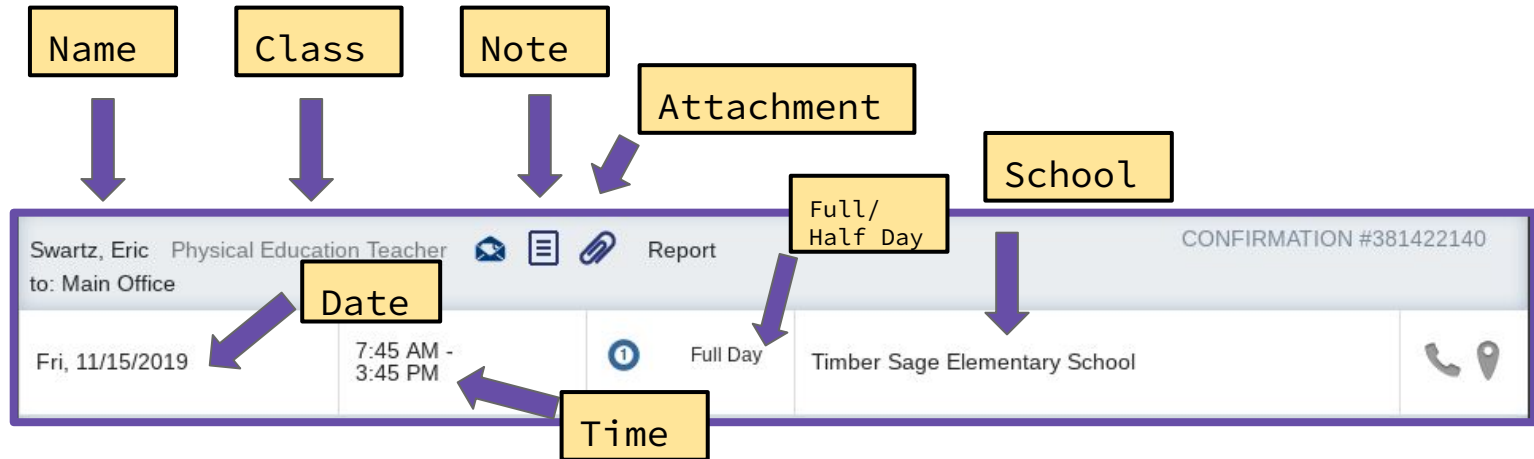 Name
Class
Note
Attachment
School
Full/
Half Day
Swartz, Eric Physical Education Teacher Report
CONFIRMATION #381422140
to: Main Office
Date
Fri, 11/15/2019
7:45 AM -
3:45 PM
1
Full Day
Timber Sage Elementary School
Time